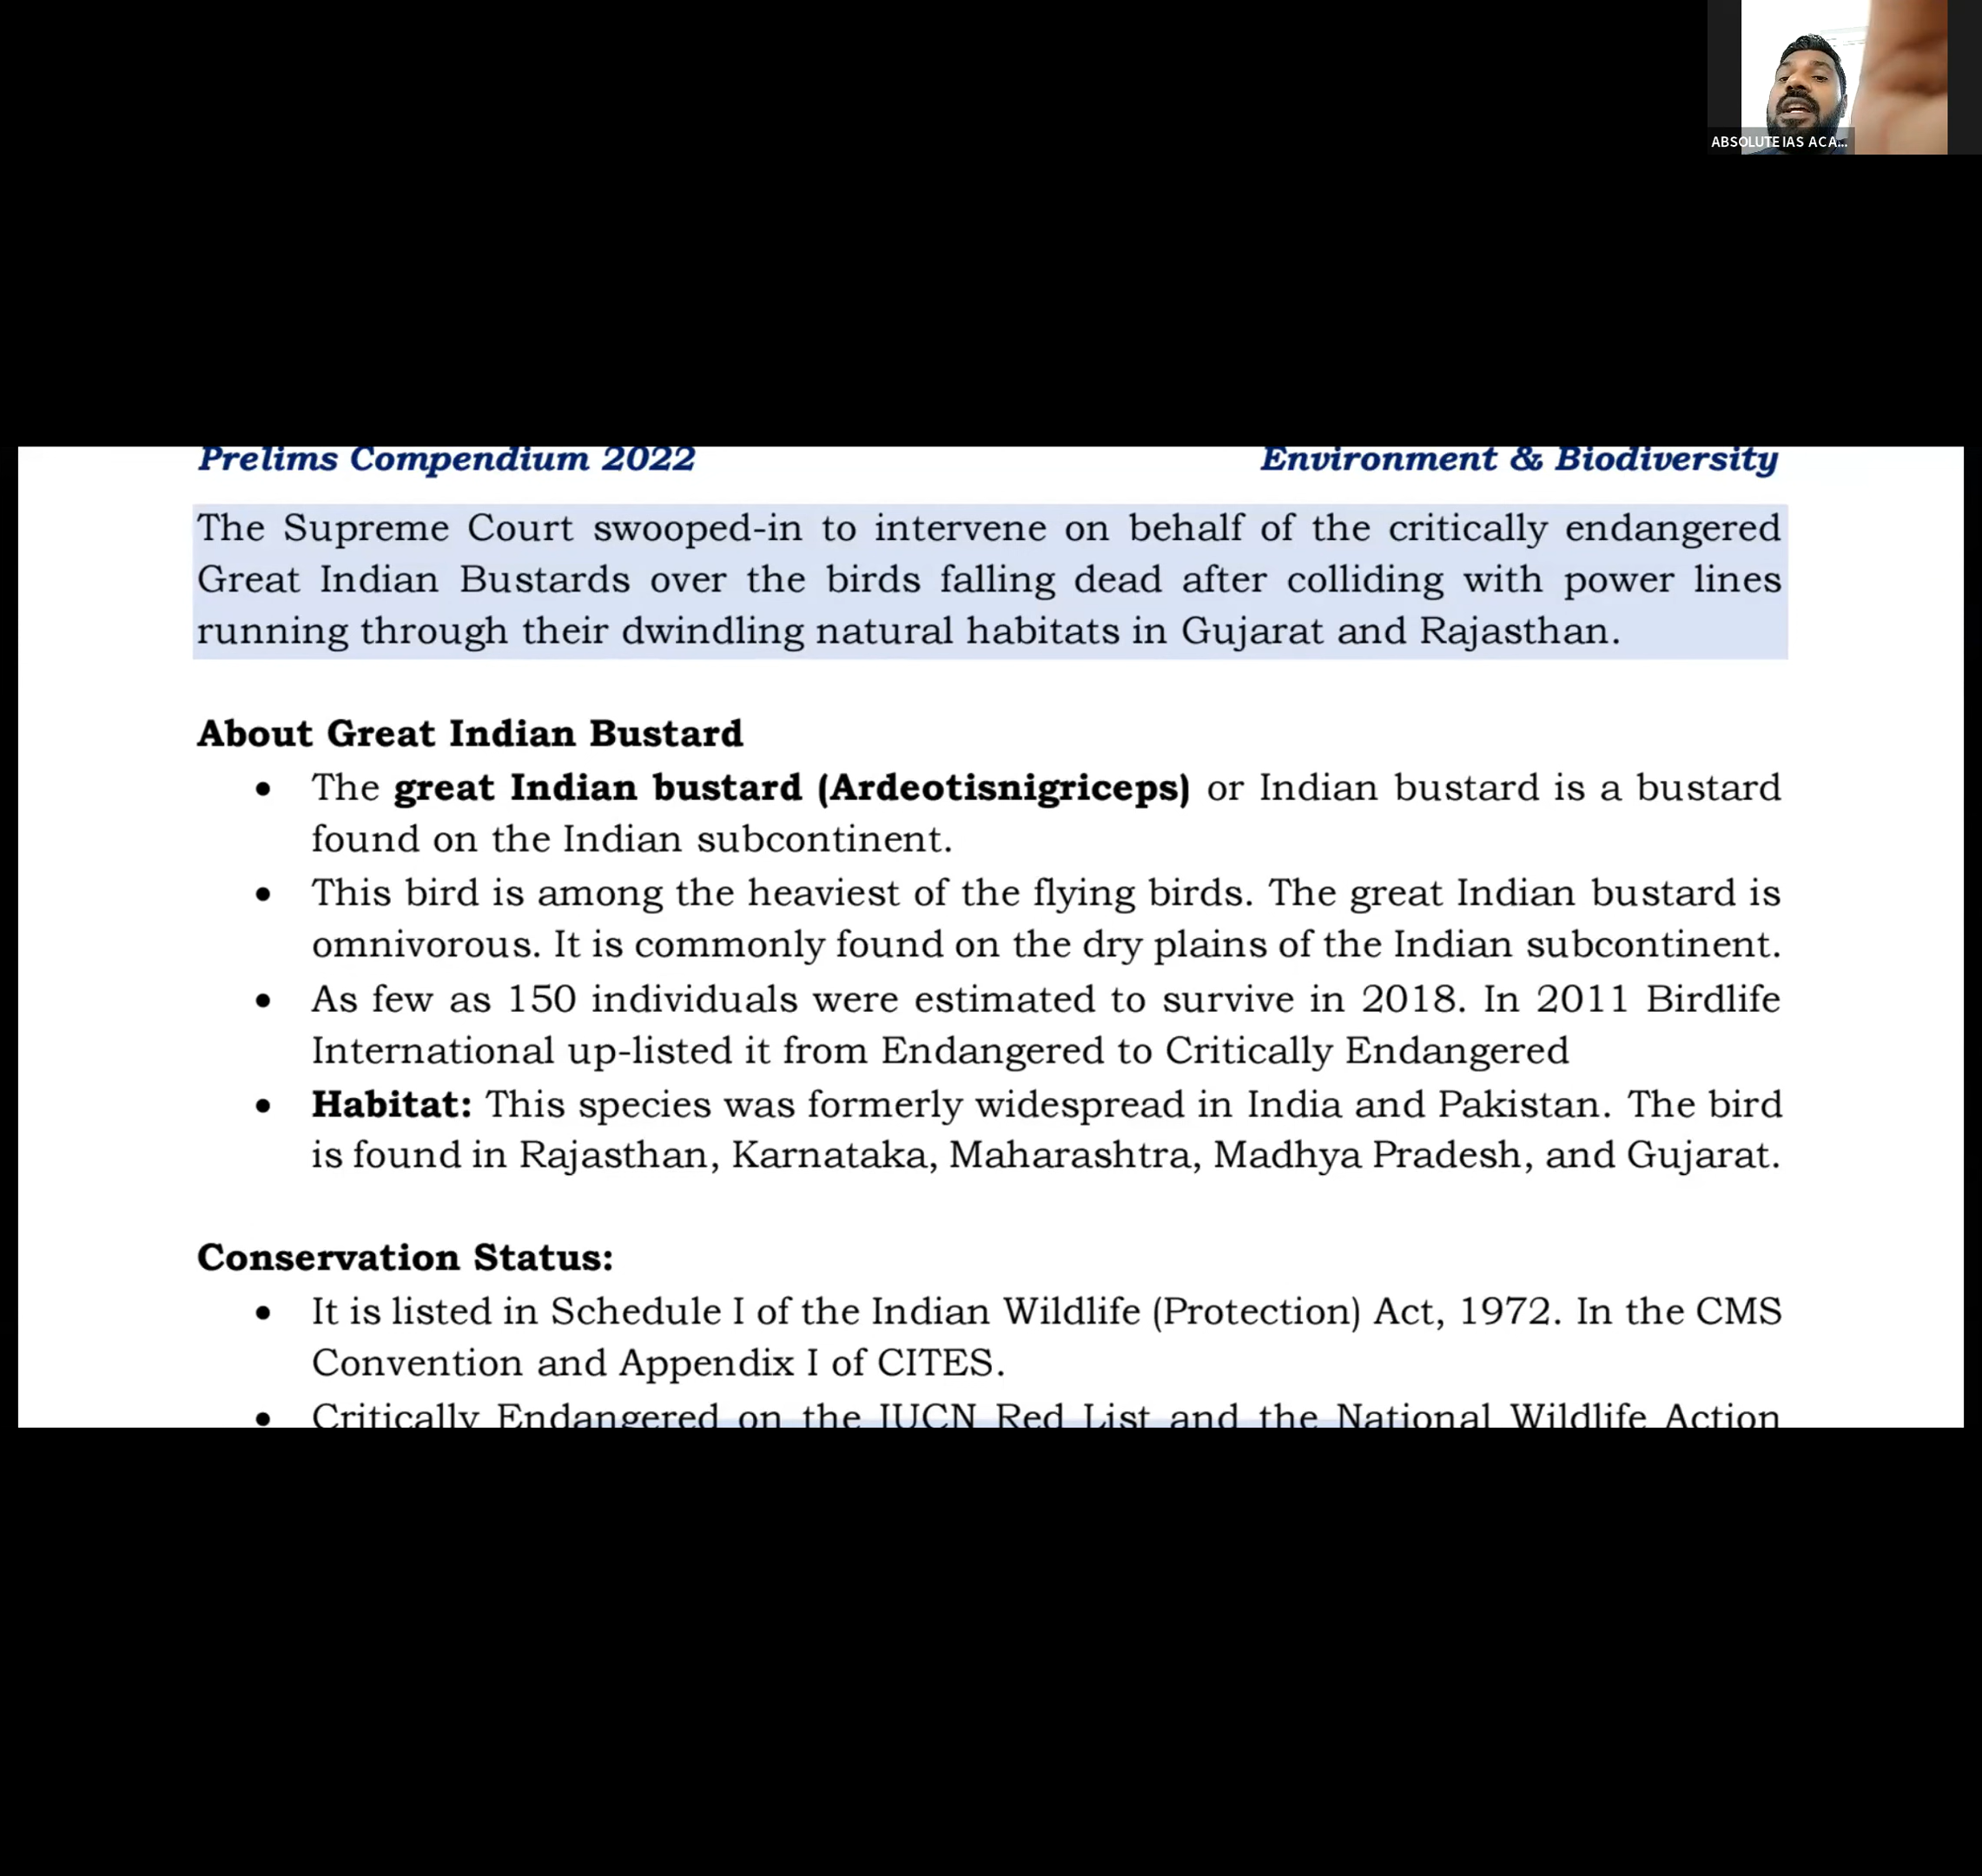 ABSOLUTE IAS ACA...
Prelims Compendium 2022 Environment & Biodiversity
The Supreme Court swooped-in to intervene on behalf of the critically endangered
Great Indian Bustards over the birds falling dead after colliding with power lines
running through their dwindling natural habitats in Gujarat and Rajasthan.
About Great Indian Bustard
• The great Indian bustard (Ardeotisnigriceps) or Indian bustard is a bustard
found on the Indian subcontinent.
• This bird is among the heaviest of the flying birds. The great Indian bustard is
omnivorous. It is commonly found on the dry plains of the Indian subcontinent.
• As few as 150 individuals were estimated to survive in 2018. In 2011 Birdlife
International up-listed it from Endangered to Critically Endangered
• Habitat: This species was formerly widespread in India and Pakistan. The bird
is found in Rajasthan, Karnataka, Maharashtra, Madhya Pradesh, and Gujarat.
Conservation Status:
• It is listed in Schedule I of the Indian Wildlife (Protection) Act, 1972. In the CMS
Convention and Appendix I of CITES.
• Critically Endangered on the IUCN Red List and the National Wildlife Action